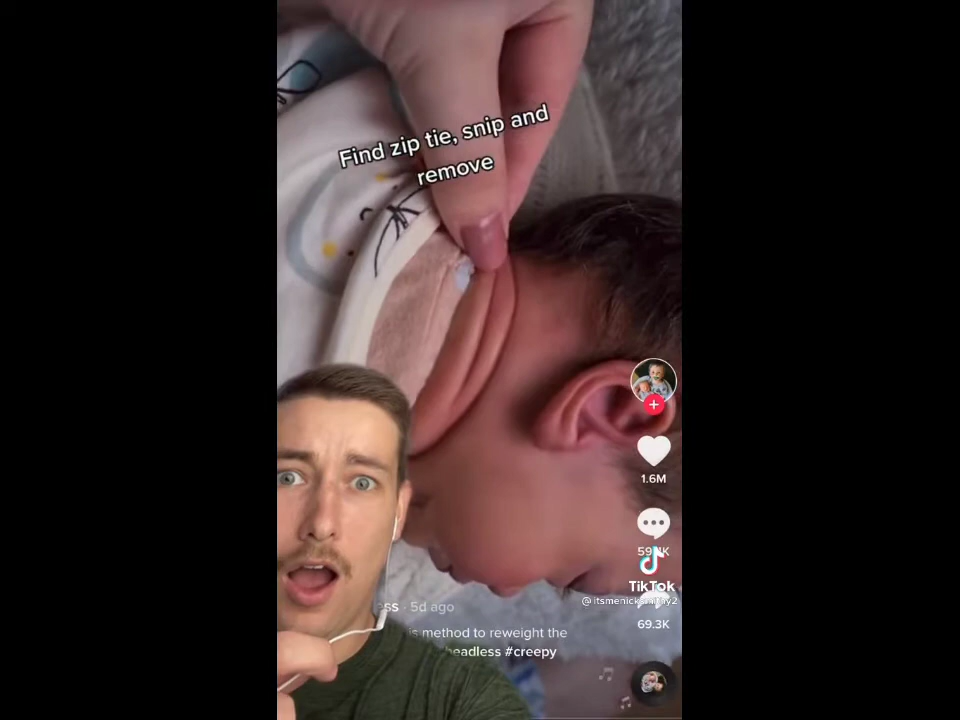 Find zip tie, snip and
remove
1.6M
TikTok
69.3K
5d ago
is method to reweight the
headless #creepy